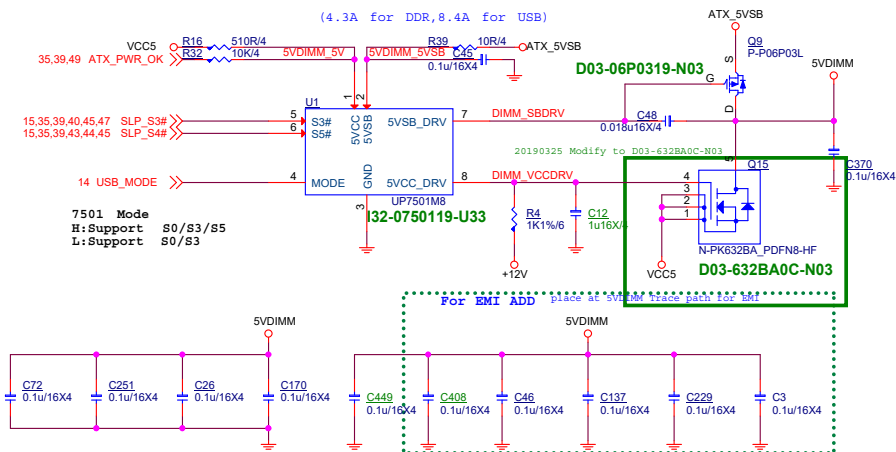 (4.3A for DDR,8.4A for USB)
VCC5
R16
510R/4
R32
10K/4
35,39,49 ATX_PWR_OK
5VDIMM_5V
5VDIMM_5VSB
R39
10R/4
ATX_5VSB
C45
0.1u/16X4
ATX_5VSB
Q9
P-P06P03L
S
G
D
D03-06P0319-N03
5VDIMM
15,35,39,40,45,47 SLP_S3#
15,35,39,43,44,45 SLP_S4#
14 USB_MODE
U1
1
2
5
6
4
3
7
8
S3#
S5#
MODE
5VCC
5VSB
GND
5VSB_DRV
5VCC_DRV
UP7501M8
I32-0750119-U33
DIMM_SBDRV
DIMM_VCCDRV
C48
0.018u16X/4
20190325 Modify to D03-632BA0C-N03
C370
0.1u/16X4
Q15
5
4
3
2
1
N-PK632BA_PDFN8-HF
D03-632BA0C-N03
VCC5
R4
1K1%/6
+12V
C12
1u16X/4
7501 Mode
H:Support S0/S3/S5
L:Support S0/S3
For EMI ADD place at 5VDIMM Trace path for EMI
5VDIMM
5VDIMM
C72
0.1u/16X4
C251
0.1u/16X4
C26
0.1u/16X4
C170
0.1u/16X4
C449
0.1u/16X4
C408
0.1u/16X4
C46
0.1u/16X4
C137
0.1u/16X4
C229
0.1u/16X4
C3
0.1u/16X4